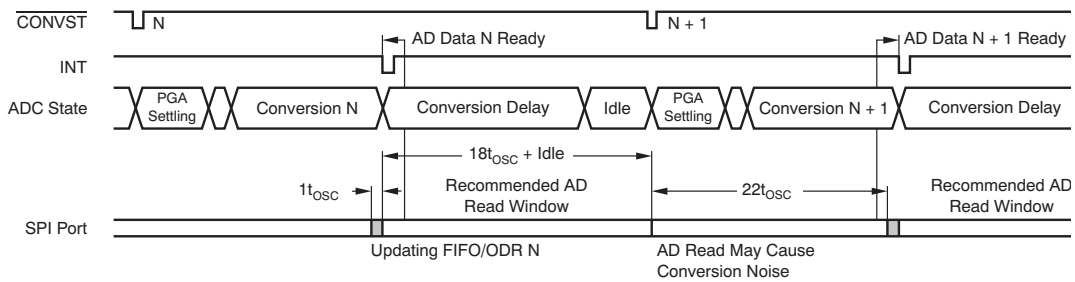 CONVST
N
N + 1
AD Data N Ready
AD Data N + 1 Ready
INT
ADC State
PGA
Settling
Conversion N
Conversion Delay
Idle
PGA
Settling
Conversion N + 1
Conversion Delay
18tOSC + Idle
1tOSC
Recommended AD
Read Window
22tOSC
Recommended AD
Read Window
SPI Port
Updating FIFO/ODR N
AD Read May Cause
Conversion Noise